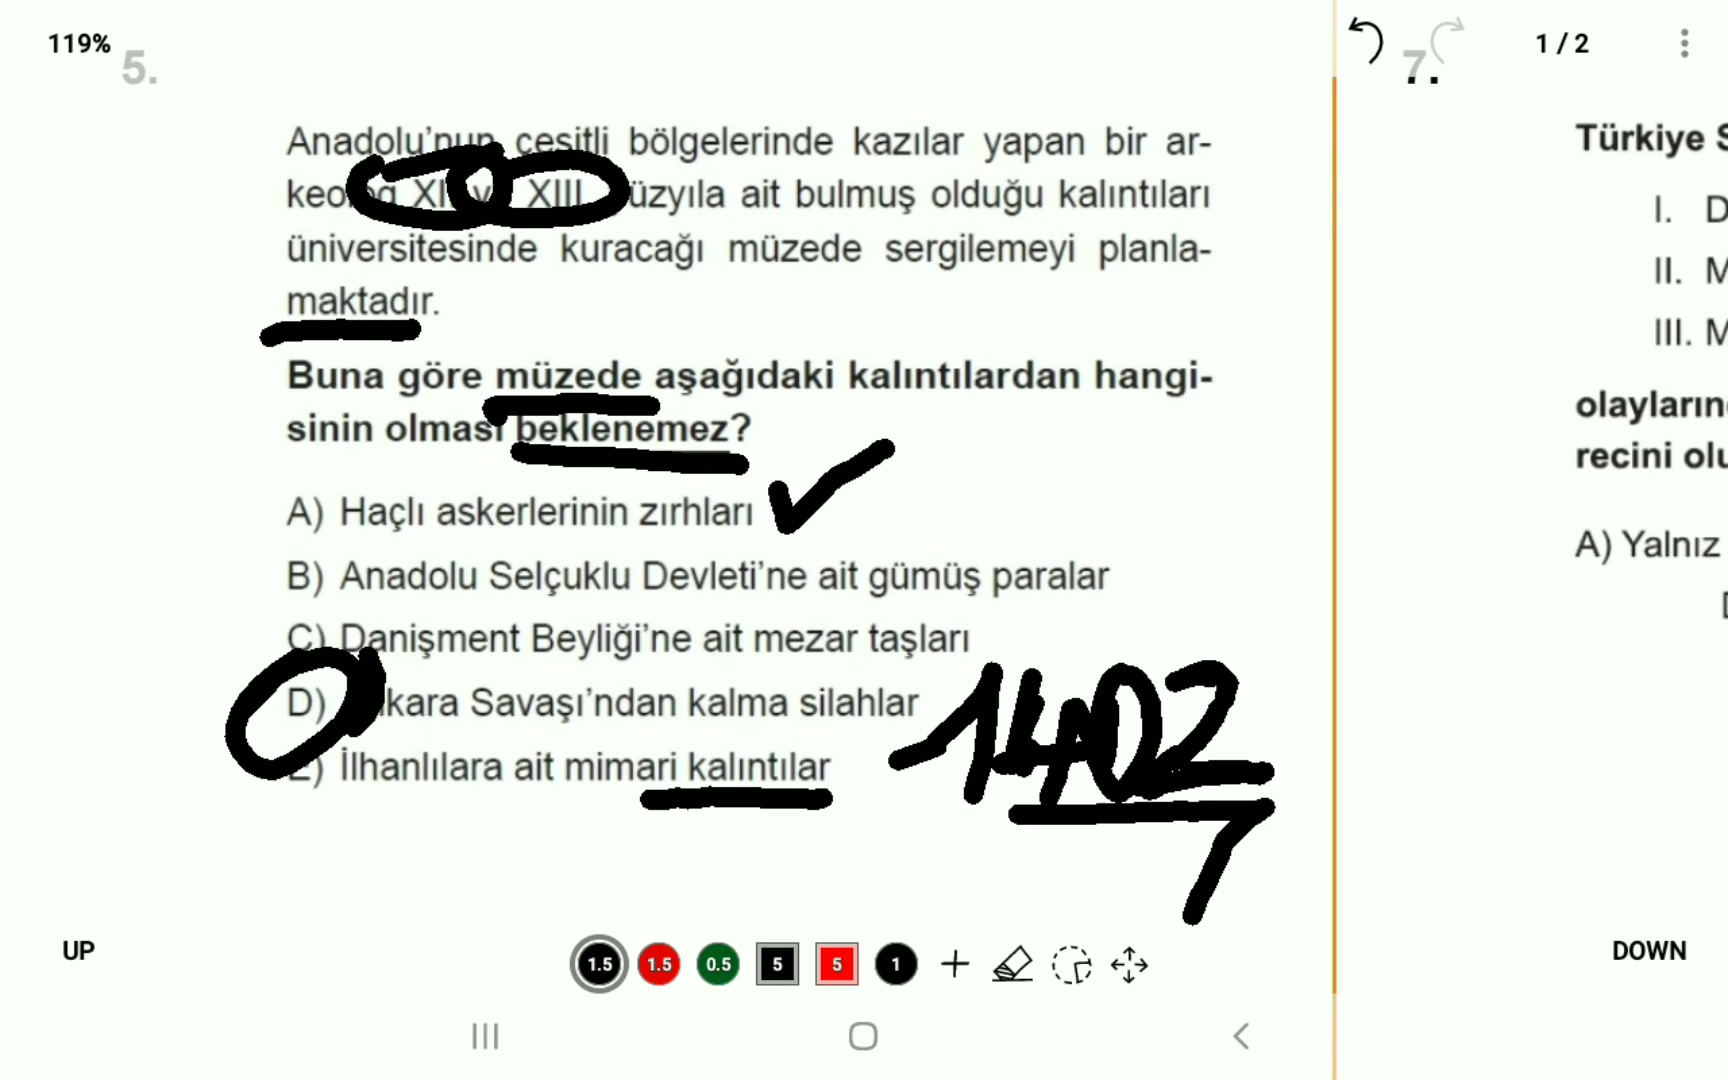 119%
5.
1 / 2
7.
Anadolu'nun çeşitli bölgelerinde kazılar yapan bir ar-
XIII yüzyıla ait bulmuş olduğu kalıntıları
üniversitesinde kuracağı müzede sergilemeyi planla-
maktadır.
Buna göre müzede aşağıdaki kalıntılardan hangi-
sinin olması beklenemez?
A) Haçlı askerlerinin zırhları
B) Anadolu Selçuklu Devleti'ne ait gümüş paralar
C) Danişment Beyliği'ne ait mezar taşları
D) Savaşı'ndan kalma silahlar
E) İlhanlılara ait mimari kalıntılar
1402
Türkiye S
I. D
II. M
III. M
olayların
recini olu
A) Yalnız
UP
1.5 1.5 0.5 5 5 1
DOWN